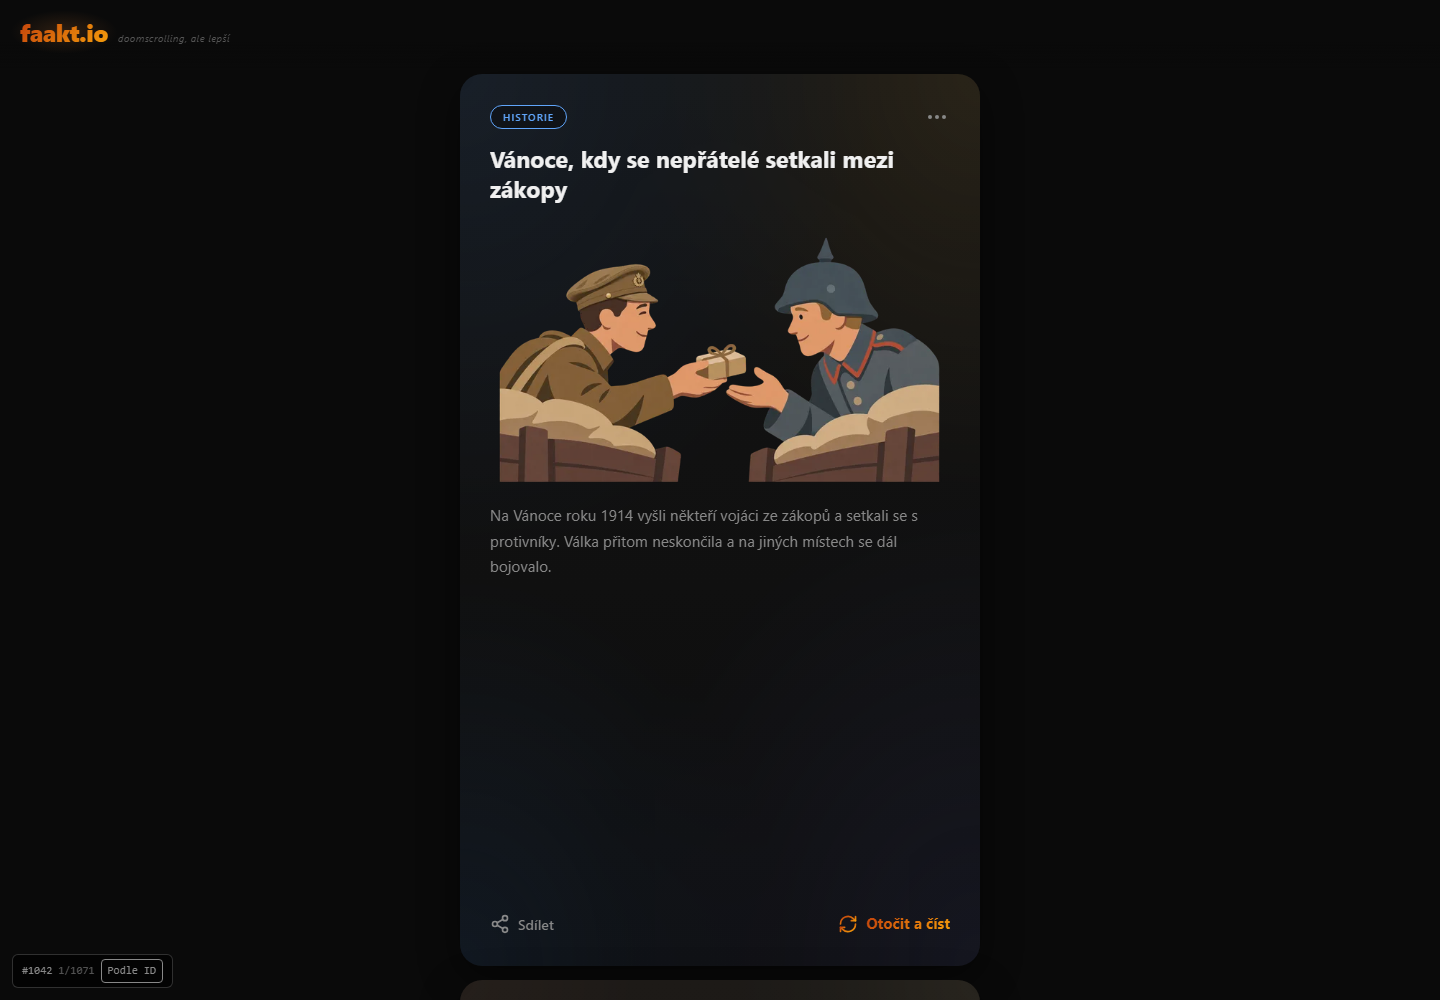 faakt.io doomscrolling, ale lepší
HISTORIE
Vánoce, kdy se nepřátelé setkali mezi
zákopy
Na Vánoce roku 1914 vyšli někteří vojáci ze zákopů a setkali se s
protivníky. Válka přitom neskončila a na jiných místech se dál
bojovalo.
Sdílet
Otočit a číst
#1042 1/1071 Podle ID